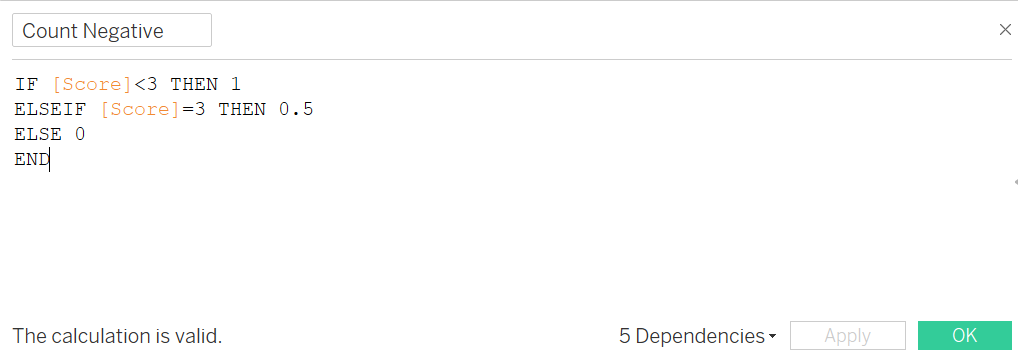 Count Negative
IF [Score]<3 THEN 1
ELSEIF [Score]=3 THEN 0.5
ELSE 0
END
The calculation is valid.
5 Dependencies
Apply
OK